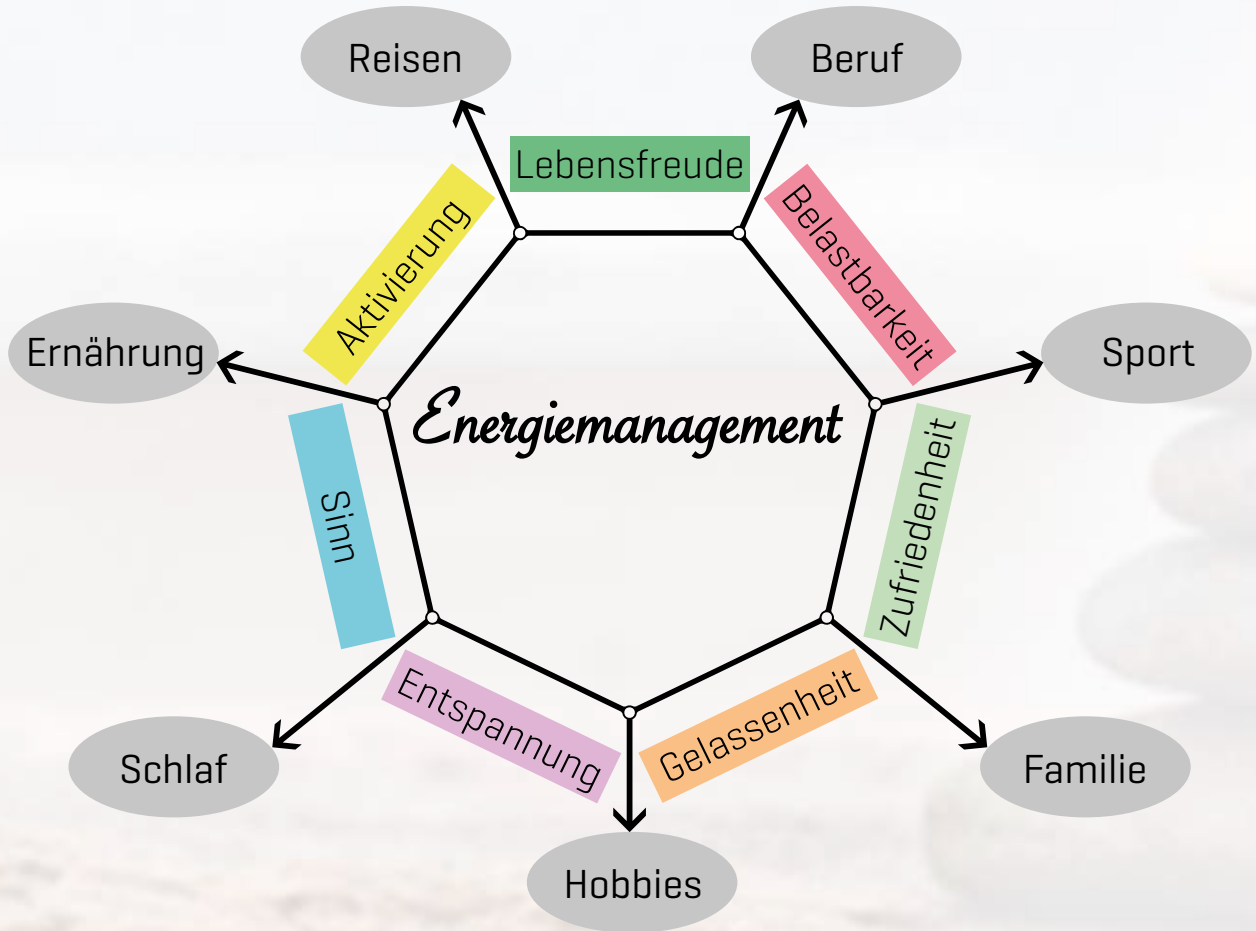 Reisen
Beruf
Lebensfreude
Aktivierung
Belastbarkeit
Ernährung
Sport
Energiemanagement
Sinn
Zufriedenheit
Entspannung
Gelassenheit
Schlaf
Familie
Hobbies